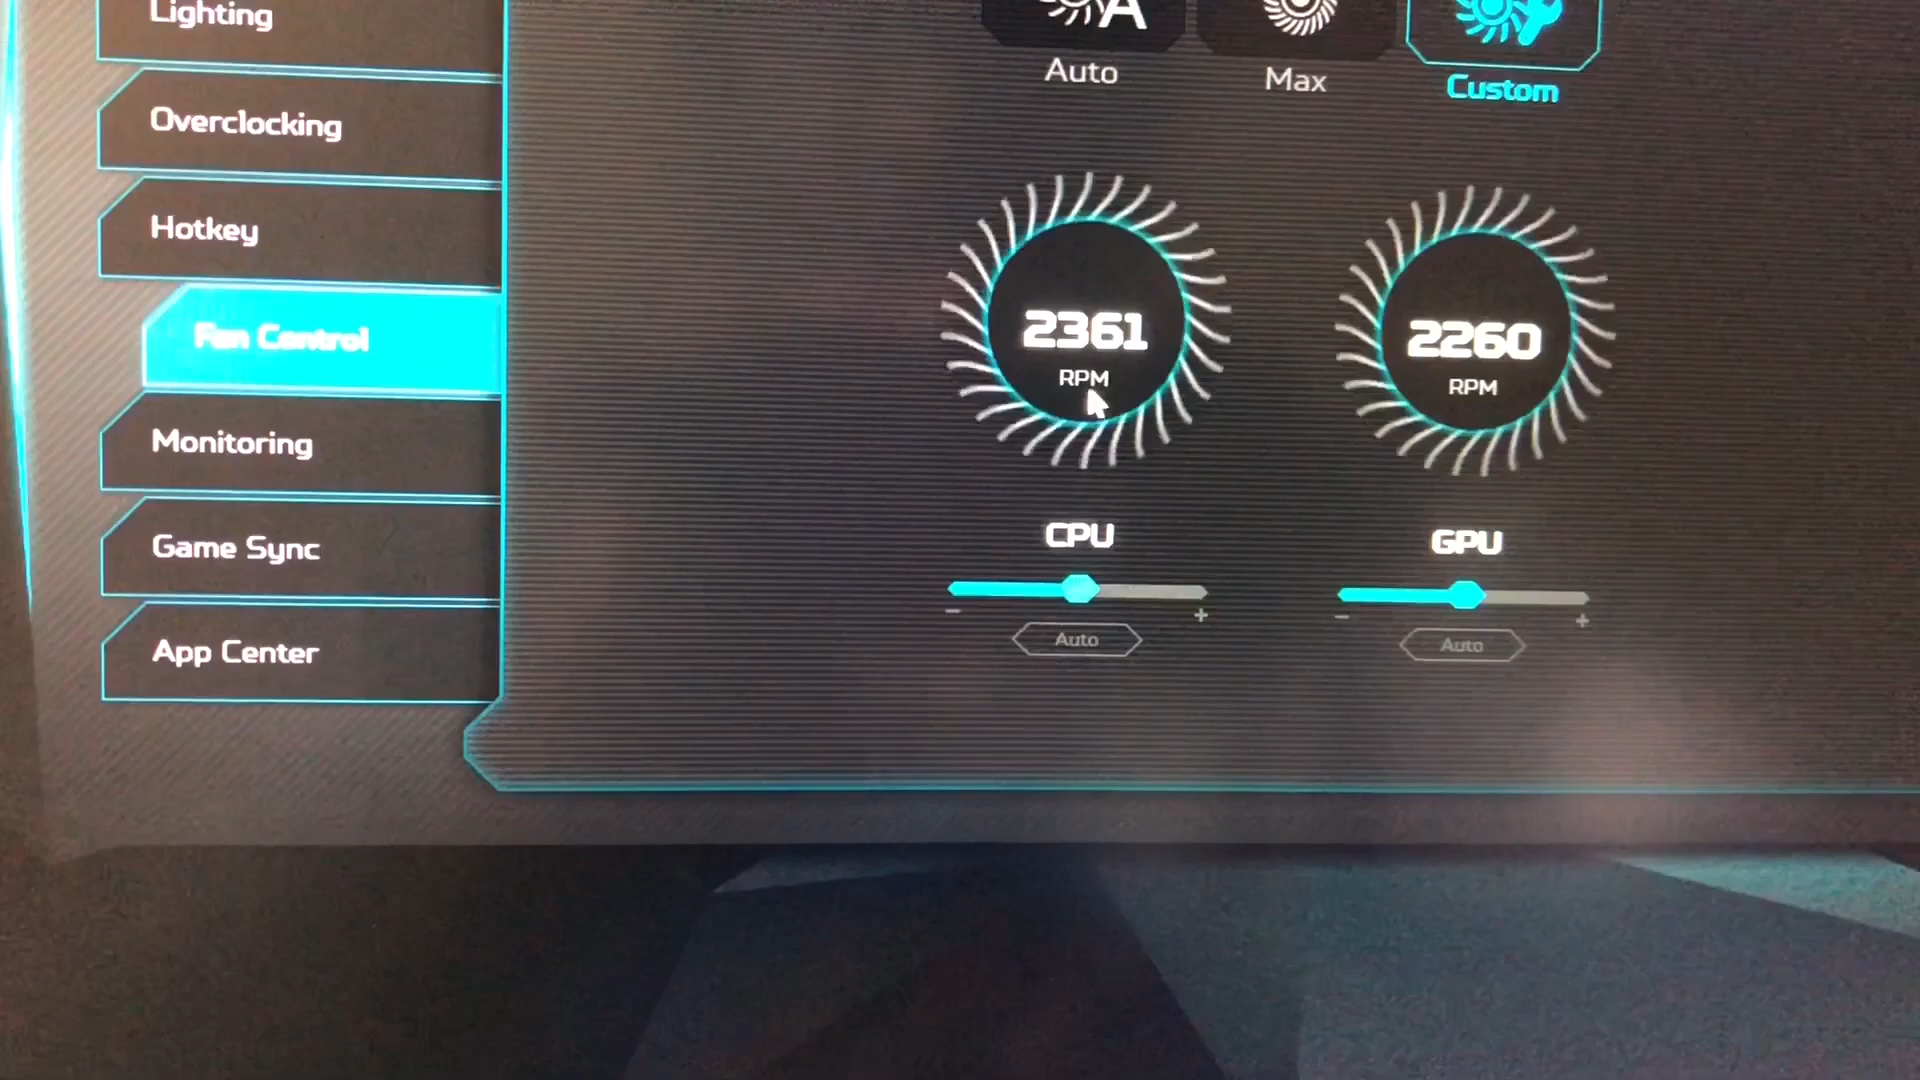 Lighting
Overclocking
Hotkey
Fan Control
Monitoring
Game Sync
App Center
A
Auto
Max
Custom
2361
RPM
2260
RPM
CPU
GPU
- +
- +
Auto
Auto